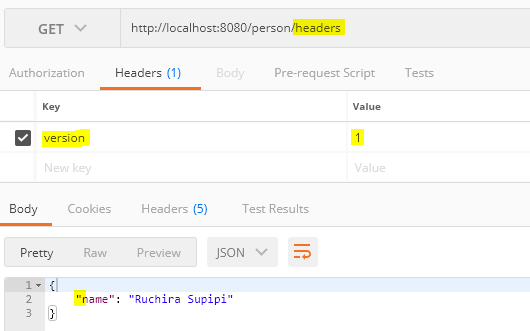 GET http://localhost:8080/person/headers
Authorization Headers (1) Body Pre-request Script Tests
Key Value
version 1
New key Value
Body Cookies Headers (5) Test Results
Pretty Raw Preview JSON
1 {
2 "name": "Ruchira Supipi"
3 }